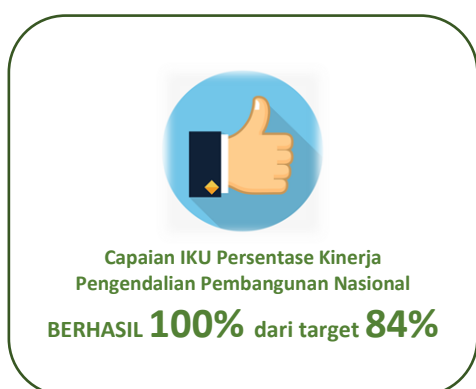 Capaian IKU Persentase Kinerja
Pengendalian Pembangunan Nasional
BERHASIL 100% dari target 84%